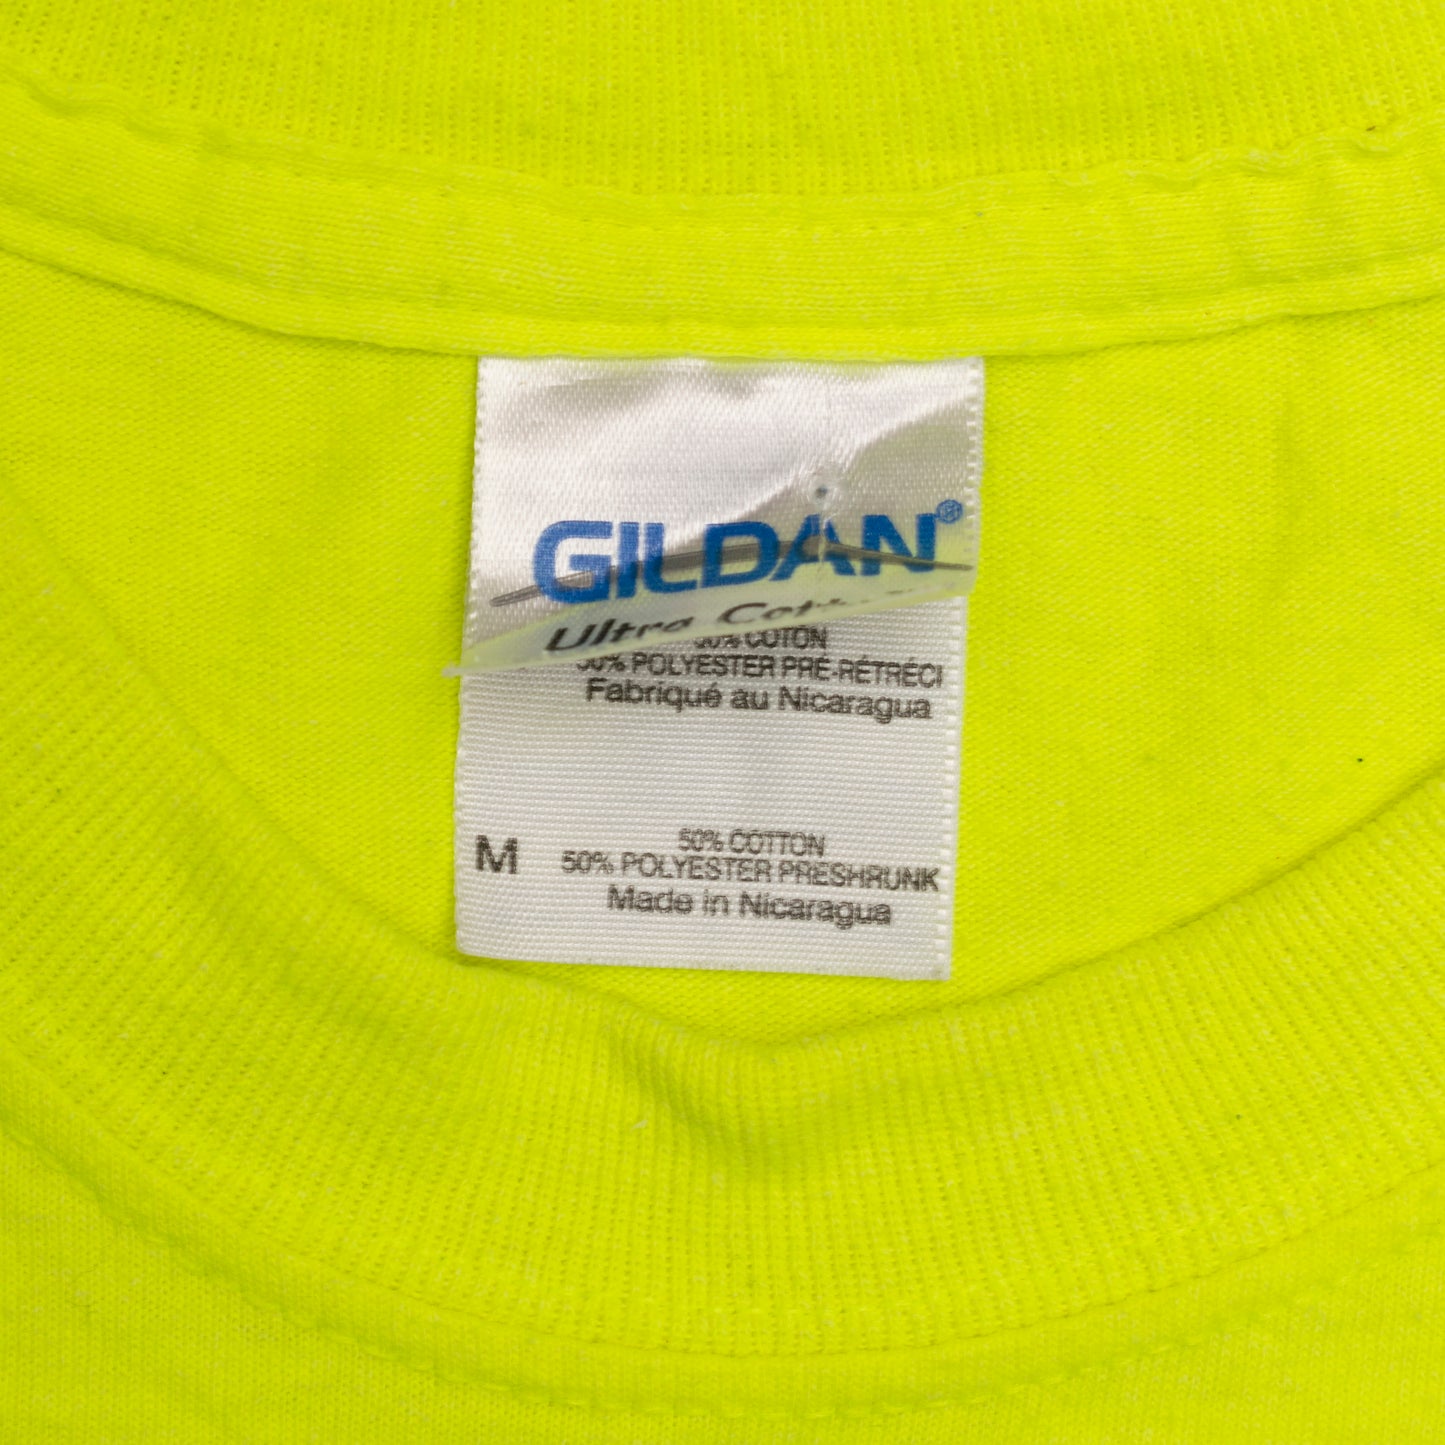 GILDAN®
Ultra
50% COTON
50% POLYESTER PRÉ-RÉTRÉCI
Fabriqué au Nicaragua
M
50% COTTON
50% POLYESTER PRESHRUNK
Made in Nicaragua